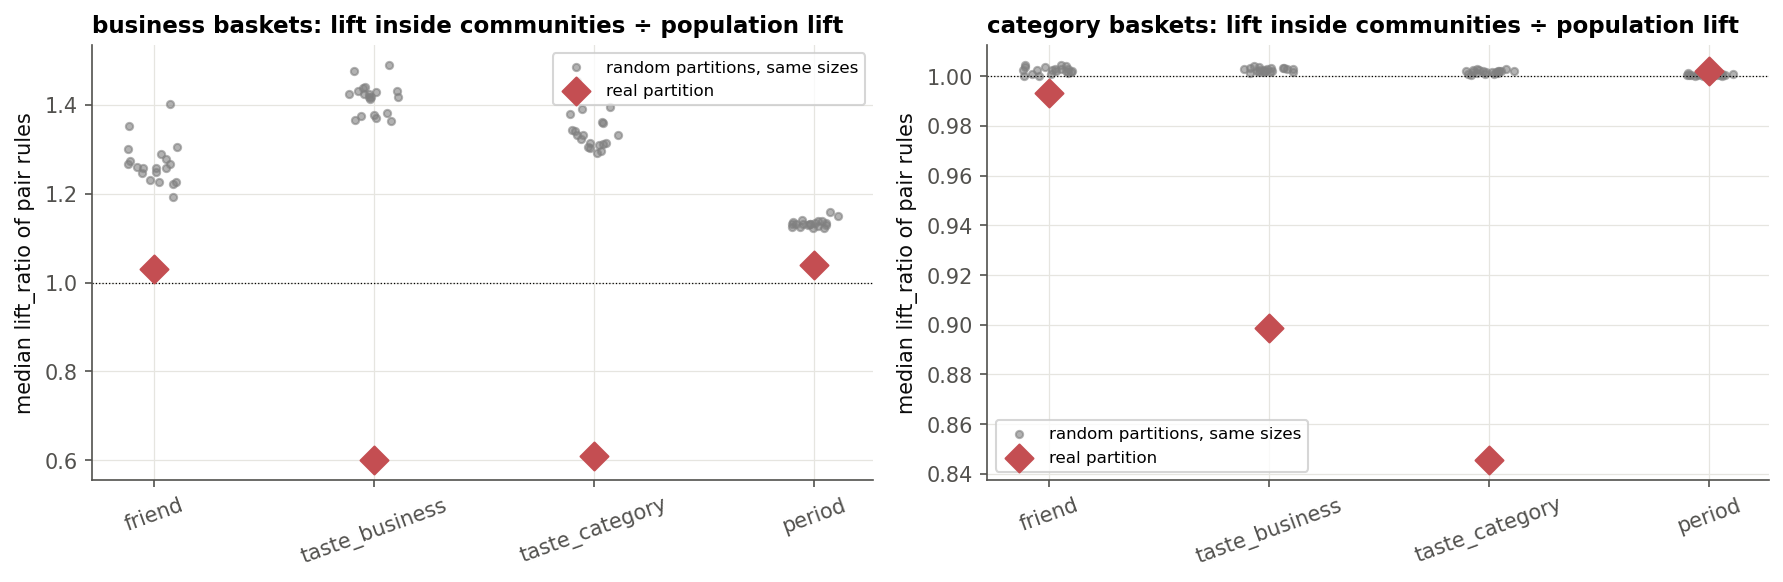 business baskets: lift inside communities ÷ population lift
median lift_ratio of pair rules
1.4
1.2
1.0
0.8
0.6
random partitions, same sizes
real partition
friend
taste_business
taste_category
period
category baskets: lift inside communities ÷ population lift
median lift_ratio of pair rules
1.00
0.98
0.96
0.94
0.92
0.90
0.88
0.86
0.84
random partitions, same sizes
real partition
friend
taste_business
taste_category
period